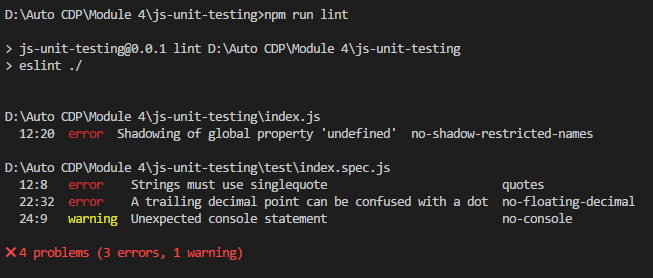 D:\Auto CDP\Module 4\js-unit-testing>npm run lint
> js-unit-testing@0.0.1 lint D:\Auto CDP\Module 4\js-unit-testing
> eslint ./
D:\Auto CDP\Module 4\js-unit-testing\index.js
12:20 error Shadowing of global property 'undefined' no-shadow-restricted-names
D:\Auto CDP\Module 4\js-unit-testing\test\index.spec.js
12:8 error Strings must use singlequote quotes
22:32 error A trailing decimal point can be confused with a dot no-floating-decimal
24:9 warning Unexpected console statement no-console
✖ 4 problems (3 errors, 1 warning)